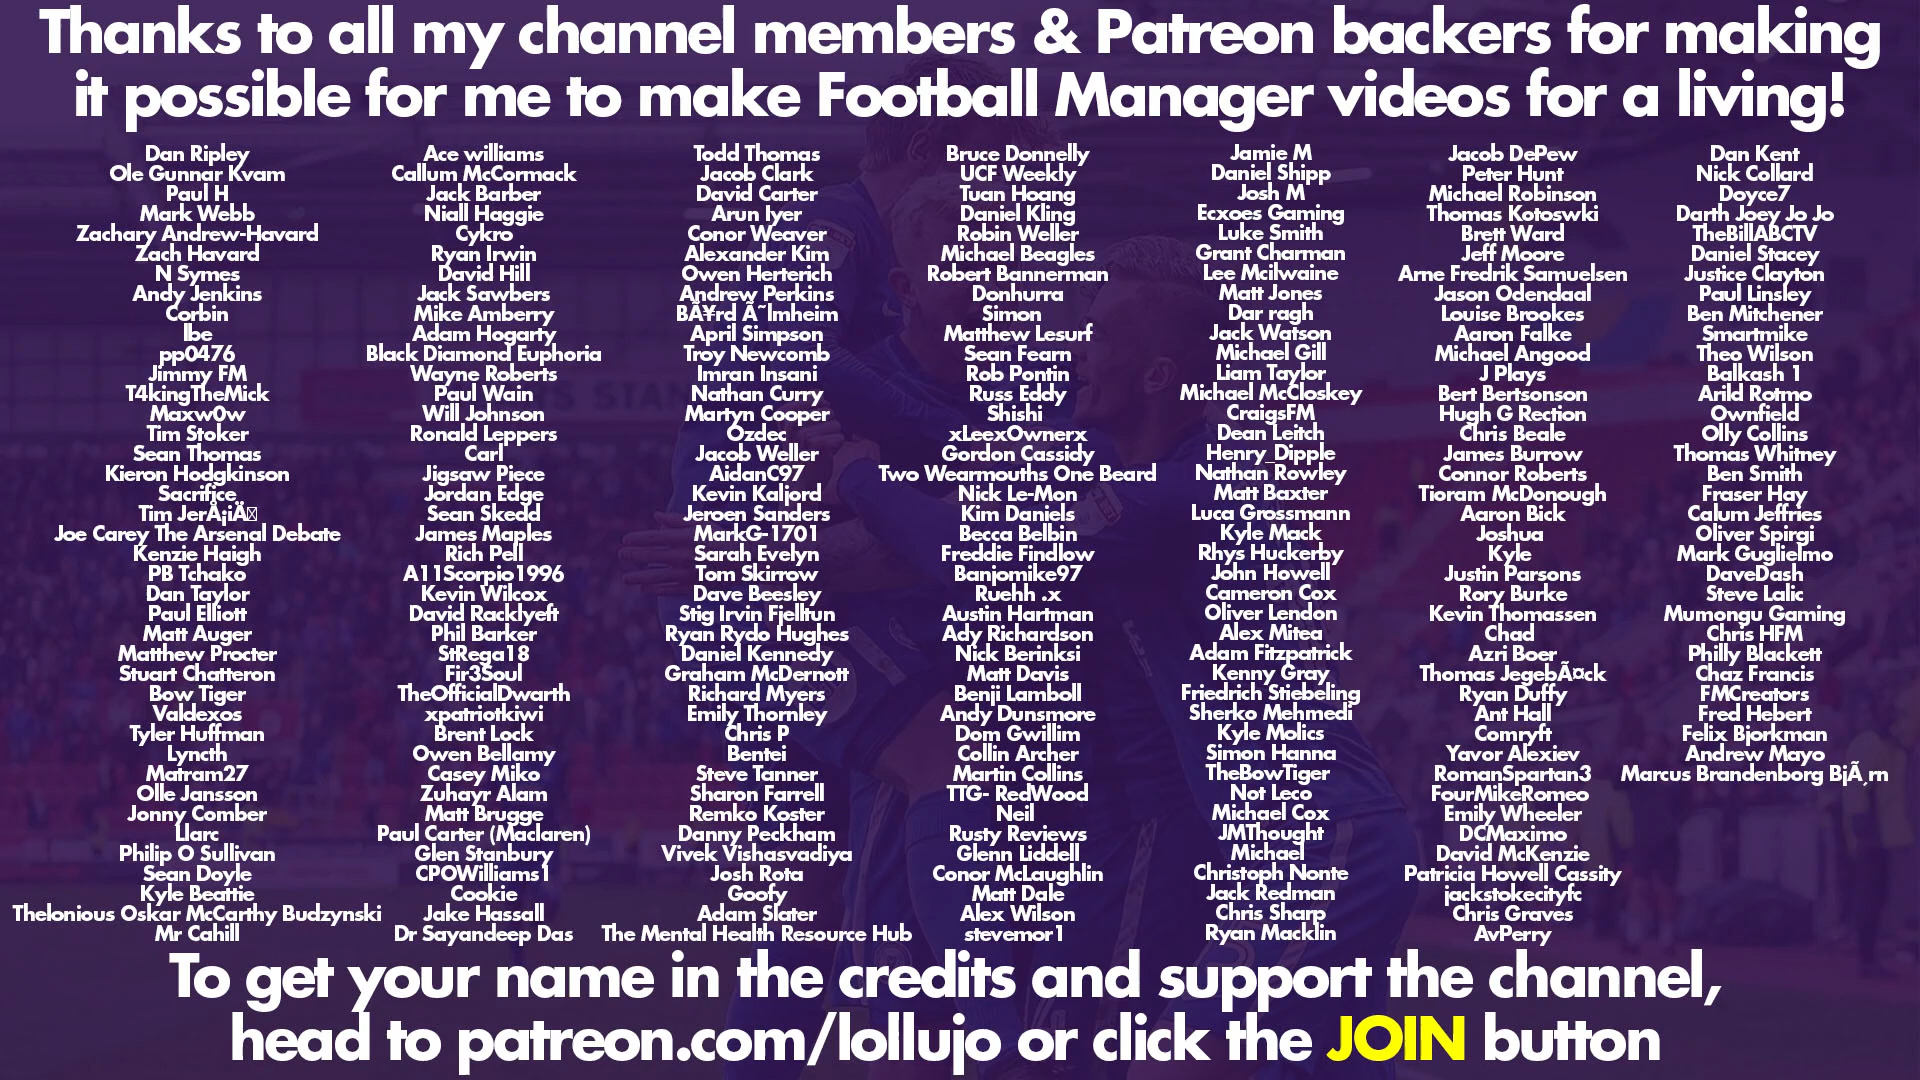 Thanks to all my channel members & Patreon backers for making
it possible for me to make Football Manager videos for a living!
Dan Ripley
Ole Gunnar Kvam
Paul H
Mark Webb
Zachary Andrew-Havard
Zach Havard
N Symes
Andy Jenkins
Corbin
lbe
pp0476
Jimmy FM
T4kingTheMick
Maxw0w
Tim Stoker
Sean Thomas
Kieron Hodgkinson
Sacrifice
Tim
Joe Carey The Arsenal Debate
Kenzie Haigh
PB Tchako
Dan Taylor
Paul Elliott
Matt Auger
Matthew Procter
Stuart Chatteron
Bow Tiger
Valdexos
Tyler Huffman
Lyncth
Matram27
Olle Jansson
Jonny Comber
Llarc
Philip O Sullivan
Sean Doyle
Kyle Beattie
Thelonious Oskar McCarthy Budzynski
Mr Cahill
Ace williams
Callum McCormack
Jack Barber
Niall Haggie
Cykro
Ryan Irwin
David Hill
Jack Sawbers
Mike Amberry
Adam Hogarty
Black Diamond Euphoria
Wayne Roberts
Paul Wain
Will Johnson
Ronald Leppers
Carl
Jigsaw Piece
Jordan Edge
Sean Skedd
James Maples
Rich Pell
A11Scorpio1996
Kevin Wilcox
David Racklyeft
Phil Barker
StRega18
Fir3Soul
TheOfficialDwarth
xpatriotkiwi
Brent Lock
Owen Bellamy
Casey Miko
Zuhayr Alam
Matt Brugge
Paul Carter (Maclaren)
Glen Stanbury
CPOWilliams1
Cookie
Jake Hassall
Dr Sayandeep Das
Todd Thomas
Jacob Clark
David Carter
Arun Iyer
Conor Weaver
Alexander Kim
Owen Herterich
Andrew Perkins
BÃ¥rd Ã˜lmheim
April Simpson
Troy Newcomb
Imran Insani
Nathan Curry
Martyn Cooper
Ozdec
Jacob Weller
AidanC97
Kevin Kaljord
Jeroen Sanders
MarkG-1701
Sarah Evelyn
Tom Skirrow
Dave Beesley
Stig Irvin Fjelltun
Ryan Rydo Hughes
Daniel Kennedy
Graham McDernott
Richard Myers
Emily Thornley
Chris P
Bentei
Steve Tanner
Sharon Farrell
Remko Koster
Danny Peckham
Vivek Vishasvadiya
Josh Rota
Goofy
Adam Slater
The Mental Health Resource Hub
Bruce Donnelly
UCF Weekly
Tuan Hoang
Daniel Kling
Robin Weller
Michael Beagles
Robert Bannerman
Donhurra
Simon
Matthew Lesurf
Sean Fearn
Rob Pontin
Russ Eddy
Shishi
xLeexOwnerx
Gordon Cassidy
Two Wearmouths One Beard
Nick Le-Mon
Kim Daniels
Becca Belbin
Freddie Findlow
Banjomike97
Ruehh .x
Austin Hartman
Ady Richardson
Nick Berinksi
Matt Davis
Benji Lamboll
Andy Dunsmore
Dom Gwillim
Collin Archer
Martin Collins
TTG- RedWood
Neil
Rusty Reviews
Glenn Liddell
Conor McLaughlin
Matt Dale
Alex Wilson
stevemor1
Jamie M
Daniel Shipp
Josh M
Ecxoes Gaming
Luke Smith
Grant Charman
Lee Mcilwaine
Matt Jones
Dar ragh
Jack Watson
Michael Gill
Liam Taylor
Michael McCloskey
CraigsFM
Dean Leitch
Henry_Dipple
Nathan Rowley
Matt Baxter
Luca Grossmann
Kyle Mack
Rhys Huckerby
John Howell
Cameron Cox
Oliver Lendon
Alex Mitea
Adam Fitzpatrick
Kenny Gray
Friedrich Stiebeling
Sherko Mehmedi
Kyle Molics
Simon Hanna
TheBowTiger
Not Leco
Michael Cox
JMThought
Michael
Christoph Nonte
Jack Redman
Chris Sharp
Ryan Macklin
Jacob DePew
Peter Hunt
Michael Robinson
Thomas Kotoswki
Brett Ward
Jeff Moore
Arne Fredrik Samuelsen
Jason Odendaal
Louise Brookes
Aaron Falke
Michael Angood
J Plays
Bert Bertsonson
Hugh G Rection
Chris Beale
James Burrow
Connor Roberts
Tioram McDonough
Aaron Bick
Joshua
Kyle
Justin Parsons
Rory Burke
Kevin Thomassen
Chad
Azri Boer
Thomas JegebÃ¤ck
Ryan Duffy
Ant Hall
Comryft
Yavor Alexiev
RomanSpartan3
FourMikeRomeo
Emily Wheeler
DCMaximo
David McKenzie
Patricia Howell Cassity
jackstokecityfc
Chris Graves
AvPerry
Dan Kent
Nick Collard
Doyce7
Darth Joey Jo Jo
TheBillABCTV
Daniel Stacey
Justice Clayton
Paul Linsley
Ben Mitchener
Smartmike
Theo Wilson
Balkash 1
Arild Rotmo
Ownfield
Olly Collins
Thomas Whitney
Ben Smith
Fraser Hay
Calum Jeffries
Oliver Spirgi
Mark Guglielmo
DaveDash
Steve Lalic
Mumongu Gaming
Chris HFM
Philly Blackett
Chaz Francis
FMCreators
Fred Hebert
Felix Bjorkman
Andrew Mayo
Marcus Brandenborg BjÃ¸rn
To get your name in the credits and support the channel,
head to patreon.com/lollujo or click the JOIN button